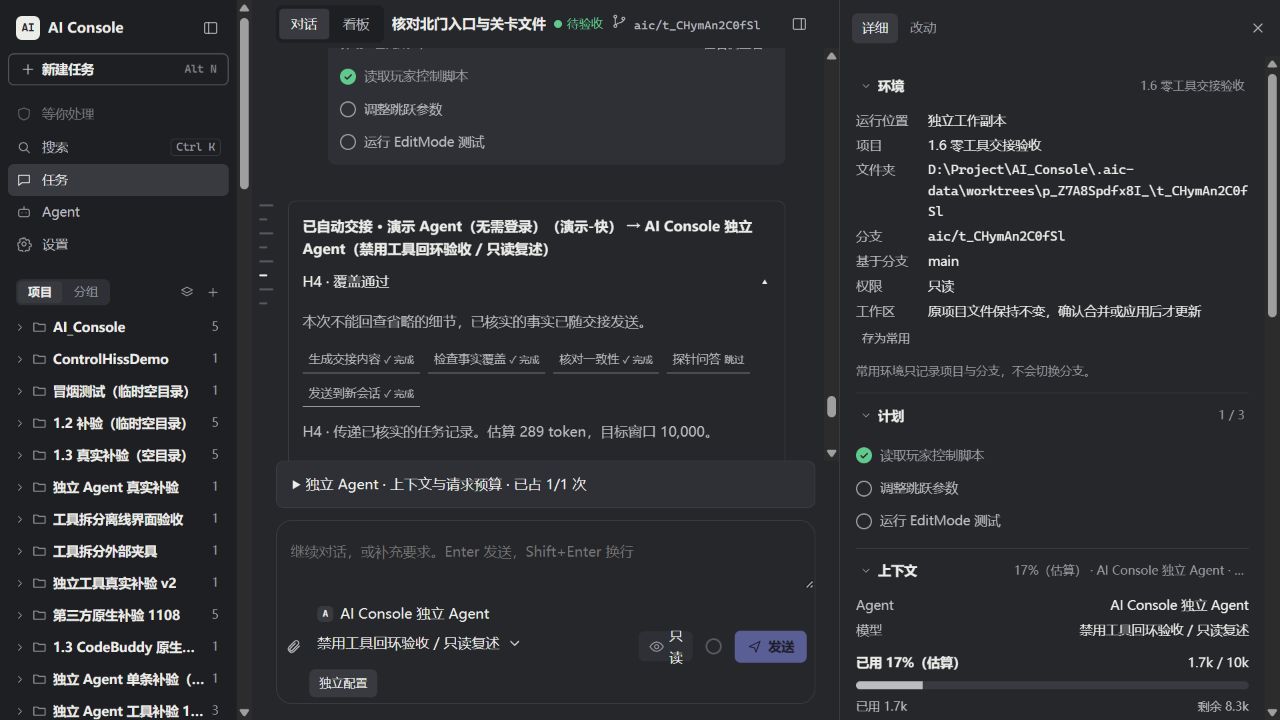 AI AI Console
新建任务 Alt N
等你处理
搜索 Ctrl K
任务
Agent
设置
项目 分组
AI_Console 5
ControlHissDemo 1
冒烟测试（临时空目录） 1
1.2 补验（临时空目录） 5
1.3 真实补验（空目录） 5
独立 Agent 真实补验 1
工具拆分离线界面验收 1
工具拆分外部夹具 1
独立工具真实补验 v2 1
第三方原生补验 1108 5
1.3 CodeBuddy 原生... 1
独立 Agent 单条补验（... 1
独立 Agent 工具补验 1... 3
对话 看板 核对北门入口与关卡文件 待验收 aic/t_CHymAn2C0fSl
读取玩家控制脚本
调整跳跃参数
运行 EditMode 测试
已自动交接 · 演示 Agent（无需登录）（演示-快） → AI Console 独立
Agent（禁用工具回环验收 / 只读复述）
H4 · 覆盖通过
本次不能回查省略的细节，已核实的事实已随交接发送。
生成交接内容 ✓ 完成 检查事实覆盖 ✓ 完成 核对一致性 ✓ 完成 探针问答 跳过
发送到新会话 ✓ 完成
H4 · 传递已核实的任务记录。估算 289 token，目标窗口 10,000。
独立 Agent · 上下文与请求预算 · 已占 1/1 次
继续对话，或补充要求。Enter 发送，Shift+Enter 换行
A AI Console 独立 Agent
禁用工具回环验收 / 只读复述
只读
发送
独立配置
详细 改动
环境 1.6 零工具交接验收
运行位置 独立工作副本
项目 1.6 零工具交接验收
文件夹 D:\Project\AI_Console\.aic-
data\worktrees\p_Z7A8Spdfx8I_\t_CHymAn2C0f
Sl
分支 aic/t_CHymAn2C0fSl
基于分支 main
权限 只读
工作区 原项目文件保持不变，确认合并或应用后才更新
存为常用
常用环境只记录项目与分支，不会切换分支。
计划 1 / 3
读取玩家控制脚本
调整跳跃参数
运行 EditMode 测试
上下文 17%（估算） · AI Console 独立 Agent · ...
Agent AI Console 独立 Agent
模型 禁用工具回环验收 / 只读复述
已用 17%（估算） 1.7k / 10k
已用 1.7k 剩余 8.3k